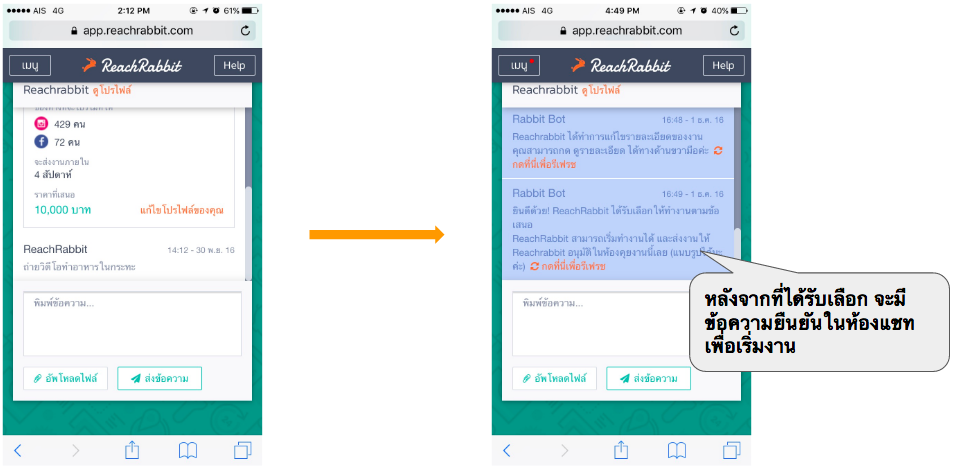 AIS 4G 2:12 PM 61%
app.reachrabbit.com
เมนู ReachRabbit Help
Reachrabbit ดูโปรไฟล์
429 คน
72 คน
จะส่งงานภายใน
4 สัปดาห์
ราคาที่เสนอ
10,000 บาท แก้ไขโปรไฟล์ของคุณ
ReachRabbit 14:12 - 30 พ.ย. 16
ถ่ายวิดีโอทำอาหารในกระทะ
พิมพ์ข้อความ...
อัพโหลดไฟล์ ส่งข้อความ
AIS 4G 4:49 PM 40%
app.reachrabbit.com
เมนู ReachRabbit Help
Reachrabbit ดูโปรไฟล์
Rabbit Bot 16:48 - 1 ธ.ค. 16
Reachrabbit ได้ทำการแก้ไขรายละเอียดของงาน
คุณสามารถกด ดูรายละเอียด ได้ทางด้านขวามือค่ะ
กดที่นี่เพื่อรีเฟรช
Rabbit Bot 16:49 - 1 ธ.ค. 16
ยินดีด้วย! ReachRabbit ได้รับเลือกให้ทำงานตามข้อ
เสนอ
ReachRabbit สามารถเริ่มทำงานได้ และส่งงานให้
Reachrabbit อนุมัติในห้องคุยงานนี้เลย (แนบรูปได้นะ
ค่ะ) กดที่นี่เพื่อรีเฟรช
พิมพ์ข้อความ...
อัพโหลดไฟล์ ส่งข้อความ
หลังจากที่ได้รับเลือก จะมี
ข้อความยืนยันในห้องแชท
เพื่อเริ่มงาน